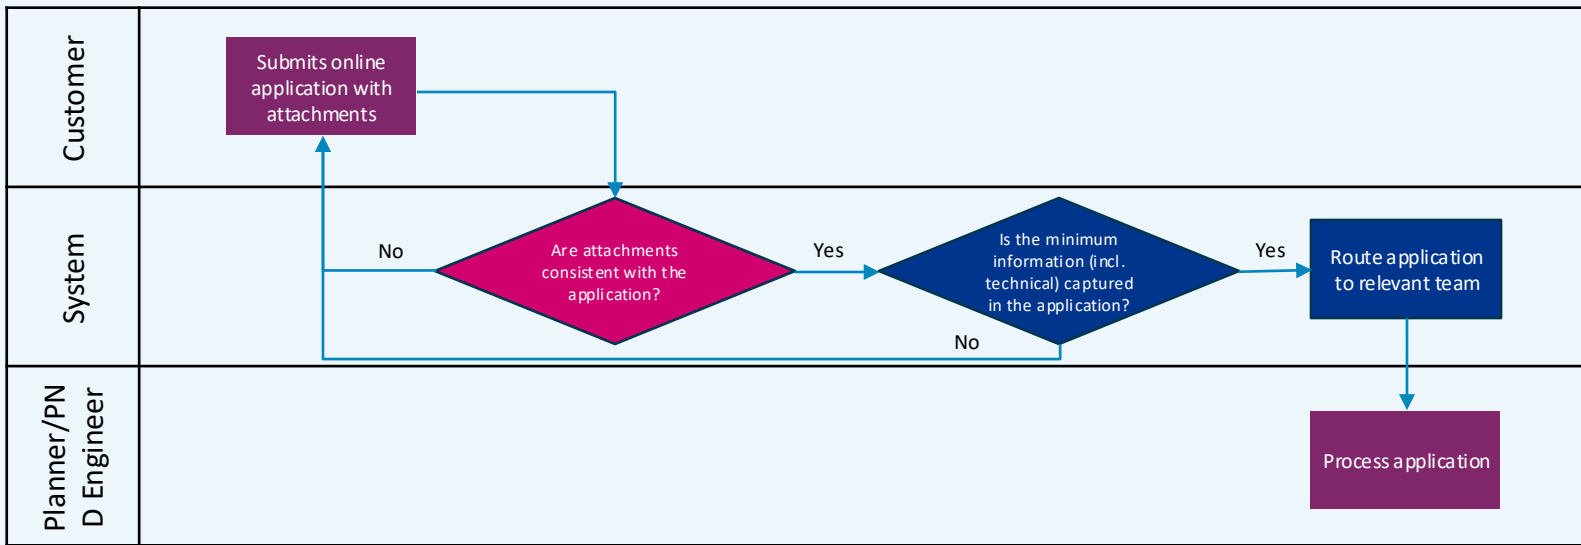 Customer
Submits online
application with
attachments
System
No
Are attachments
consistent with the
application?
Yes
Is the minimum
information (incl.
technical) captured
in the application?
Yes
Route application
to relevant team
No
Planner/PN
D Engineer
Process application